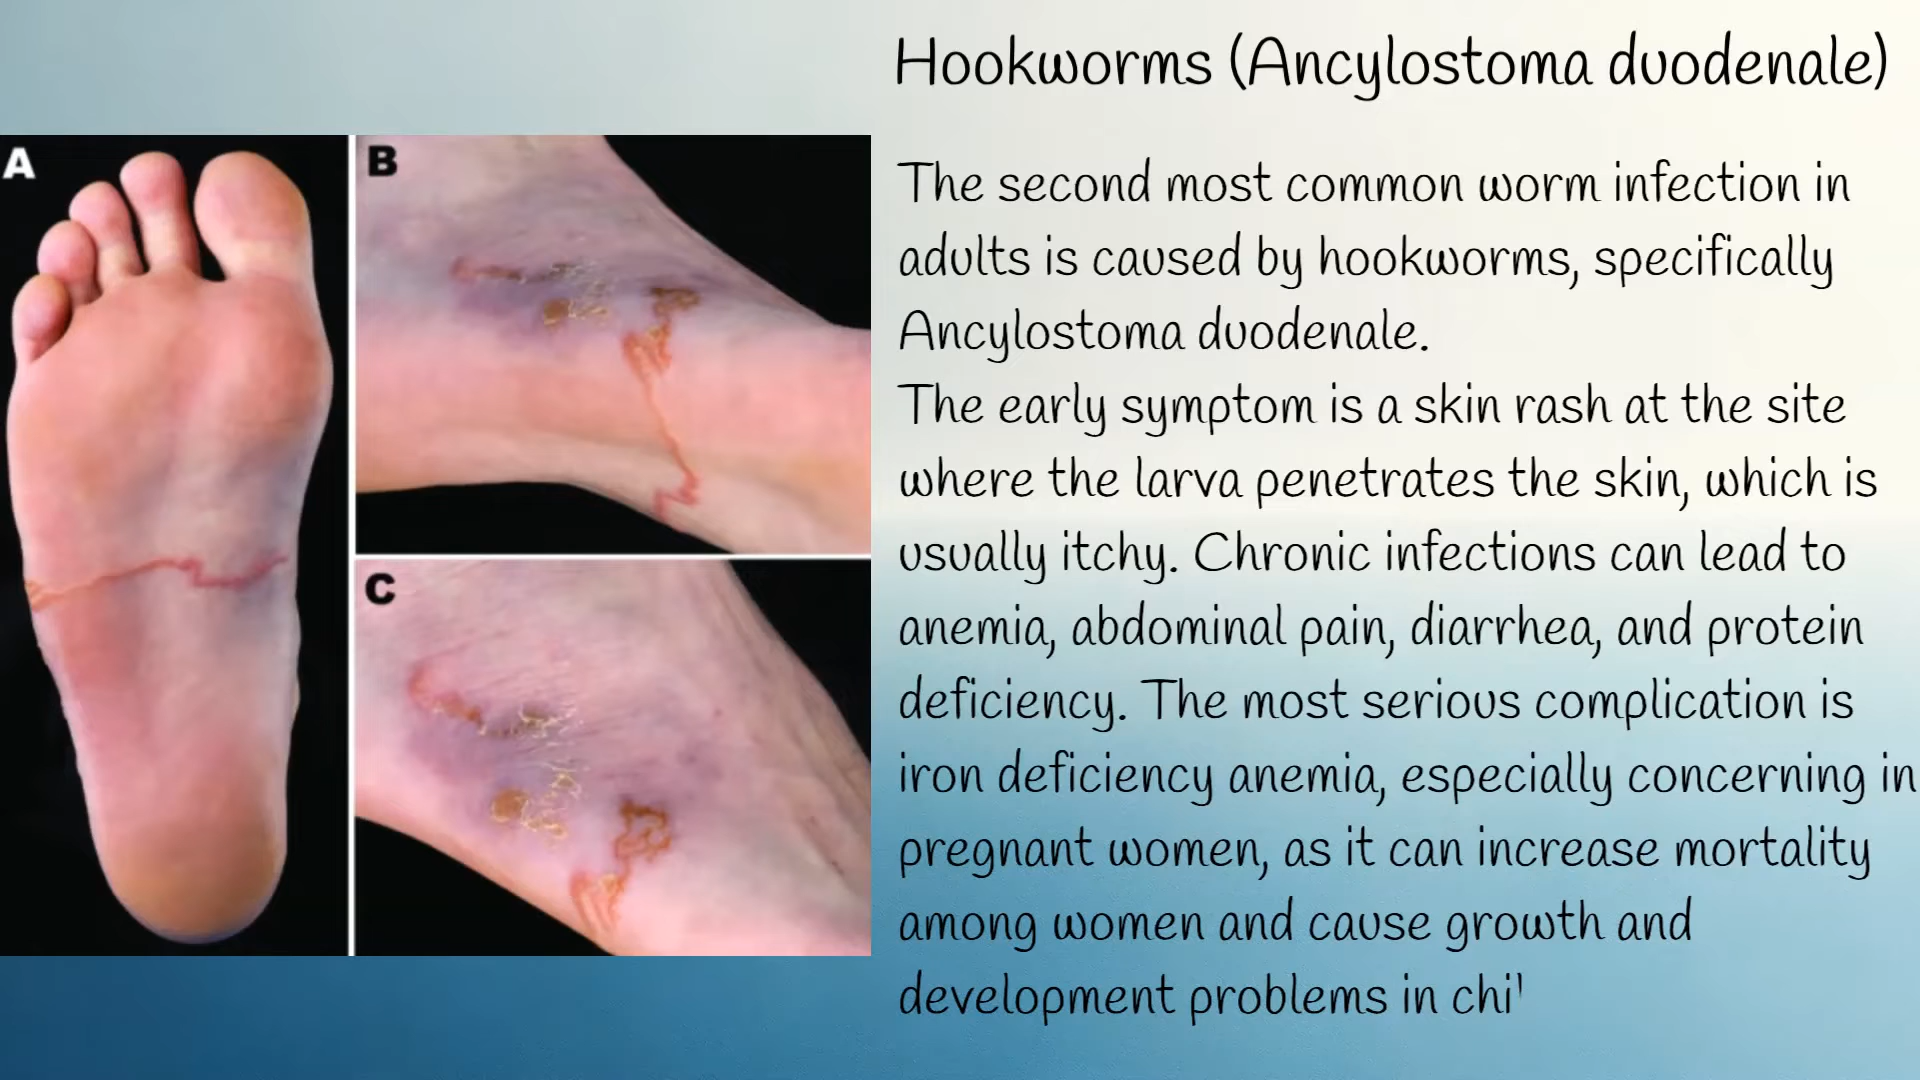 Hookworms (Ancylostoma duodenale)
A
B
C
The second most common worm infection in
adults is caused by hookworms, specifically
Ancylostoma duodenale.
The early symptom is a skin rash at the site
where the larva penetrates the skin, which is
usually itchy. Chronic infections can lead to
anemia, abdominal pain, diarrhea, and protein
deficiency. The most serious complication is
iron deficiency anemia, especially concerning in
pregnant women, as it can increase mortality
among women and cause growth and
development problems in chi